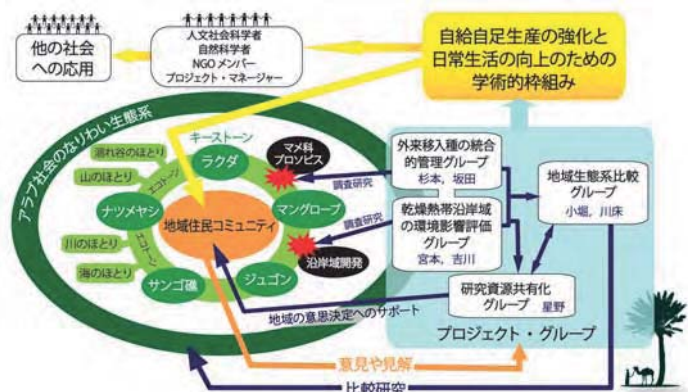 他の社会
への応用
人文社会科学者
自然科学者
NGOメンバー
プロジェクト・マネージャー
自給自足生産の強化と
日常生活の向上のための
学術的枠組み
アラブ社会のなりわい生態系
涸れ谷のほとり
山のほとり
川のほとり
海のほとり
エコトーン
エコトーン
キーストーン
ラクダ
マメ科
プロソピス
マングローブ
沿岸域開発
ジュゴン
サンゴ礁
ナツメヤシ
地域住民コミュニティ
調査研究
調査研究
外来移入種の統合
的管理グループ
杉本, 坂田
乾燥熱帯沿岸域
の環境影響評価
グループ
宮本, 吉川
地域生態系比較
グループ
小堀, 川床
研究資源共有化
グループ 星野
地域の意思決定へのサポート
プロジェクト・グループ
意見や見解
比較研究